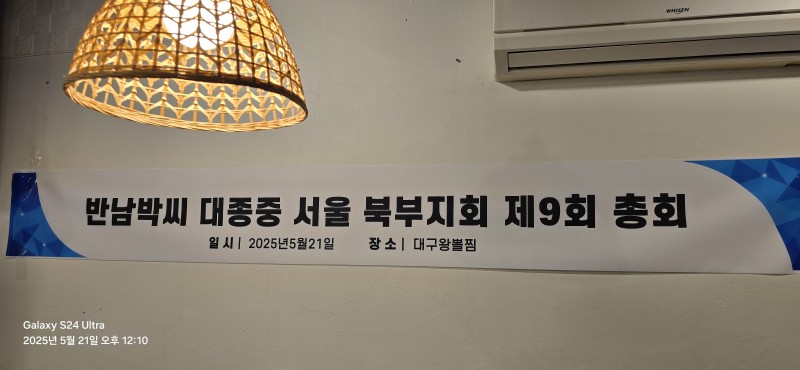 WHISEN
반남박씨 대종중 서울 북부지회 제9회 총회
일 시 | 2025년5월21일 장 소 | 대구왕뽈찜
Galaxy S24 Ultra
2025년 5월 21일 오후 12:10